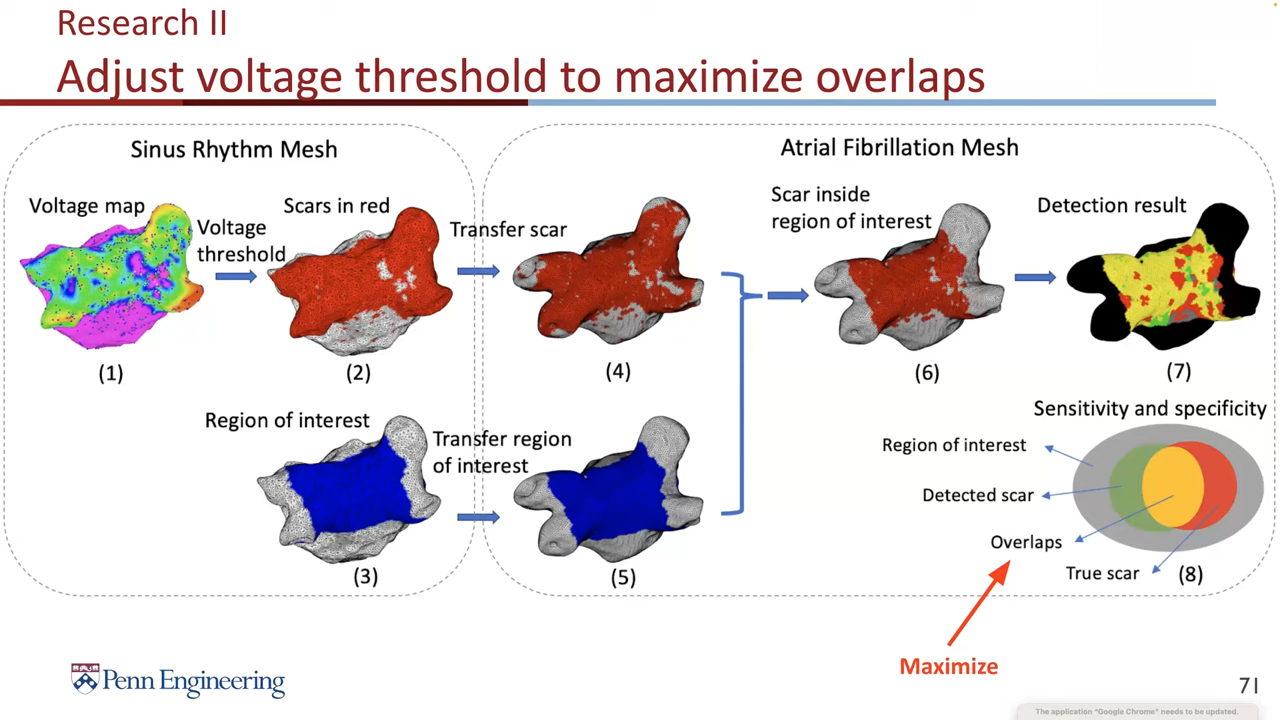 Research II
Adjust voltage threshold to maximize overlaps
Sinus Rhythm Mesh
Atrial Fibrillation Mesh
Voltage map
Voltage
threshold
Scars in red
Transfer scar
Scar inside
region of interest
Detection result
(1)
(2)
(4)
(6)
(7)
Region of interest
Transfer region
of interest
(3)
(5)
Sensitivity and specificity
Region of interest
Detected scar
Overlaps
True scar
(8)
Maximize
Penn Engineering
71
The application "Google Chrome" needs to be updated.